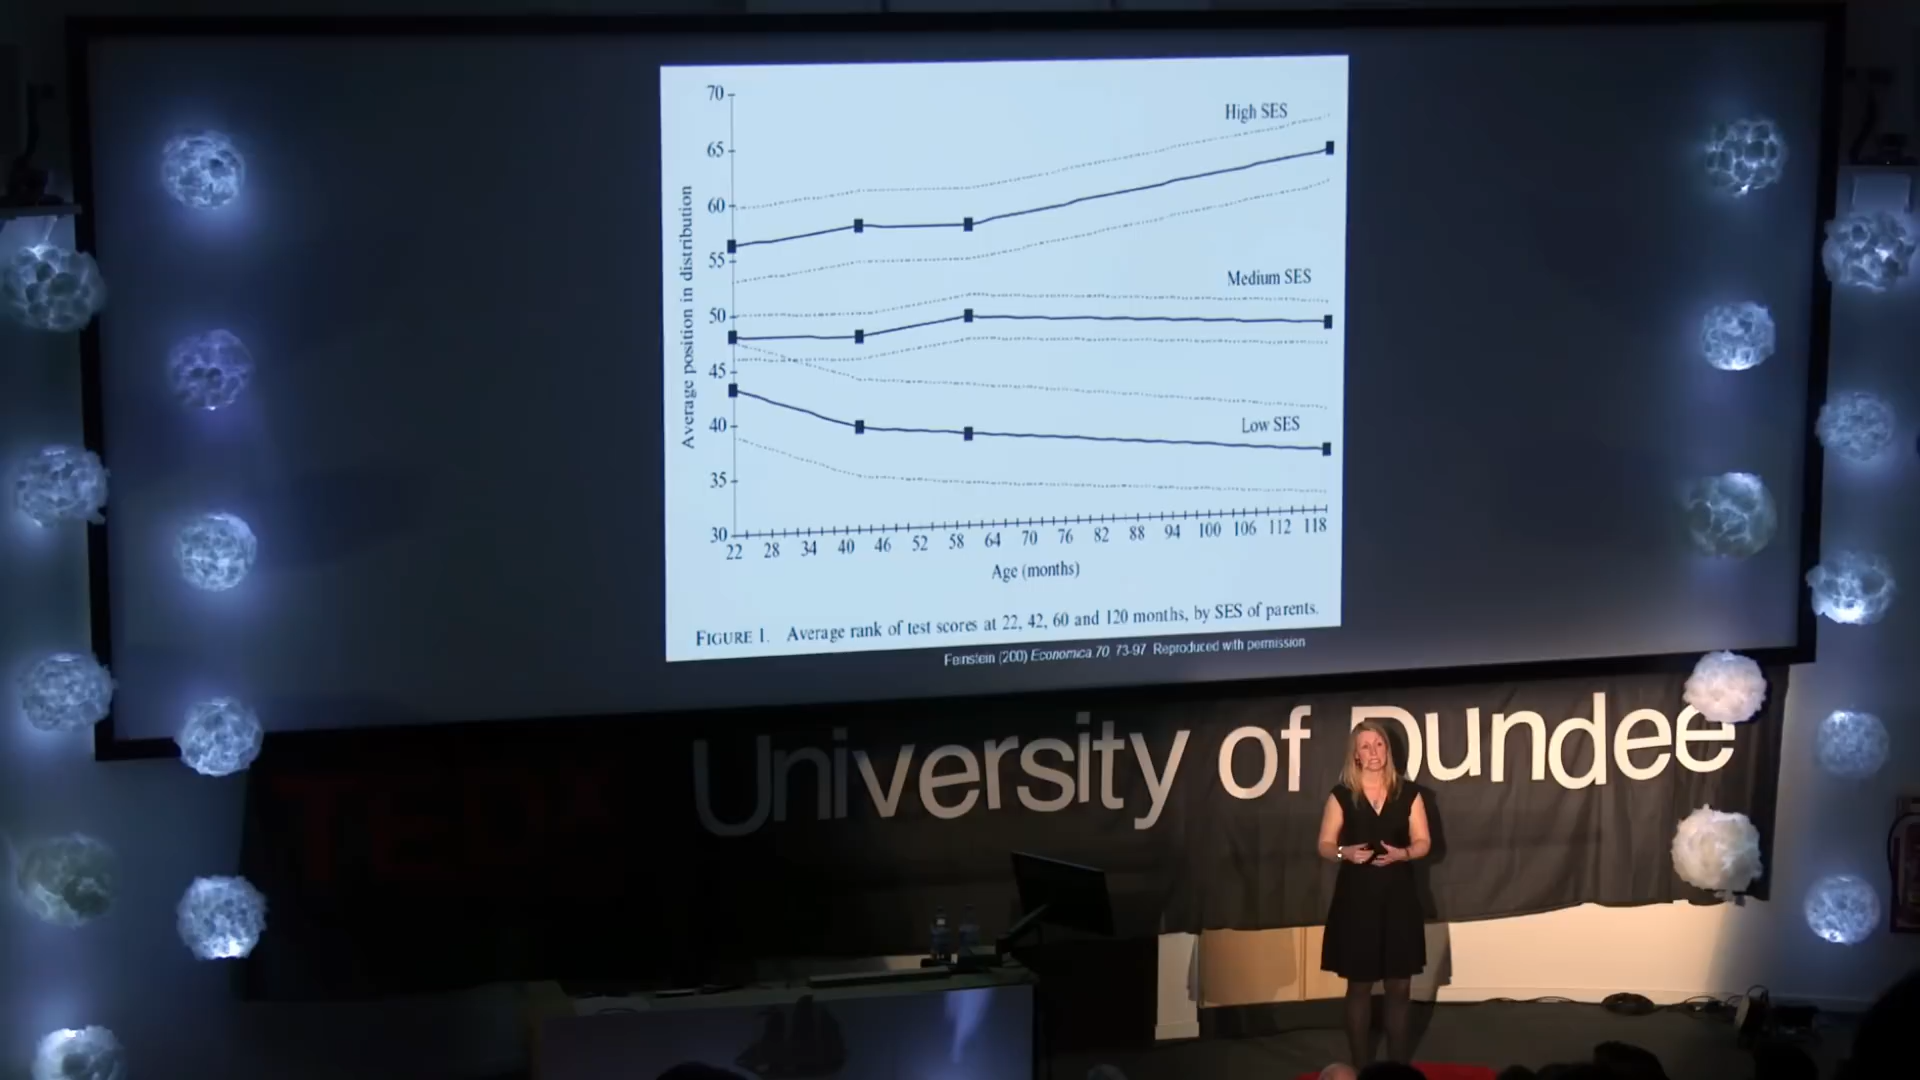 70
65
60
55
50
45
40
35
30
Average position in distribution
High SES
Medium SES
Low SES
22 28 34 40 46 52 58 64 70 76 82 88 94 100 106 112 118
Age (months)
FIGURE 1. Average rank of test scores at 22, 42, 60 and 120 months, by SES of parents.
Feinstein (200) Economica 70, 73-97 Reproduced with permission
University of Dundee
TEDx